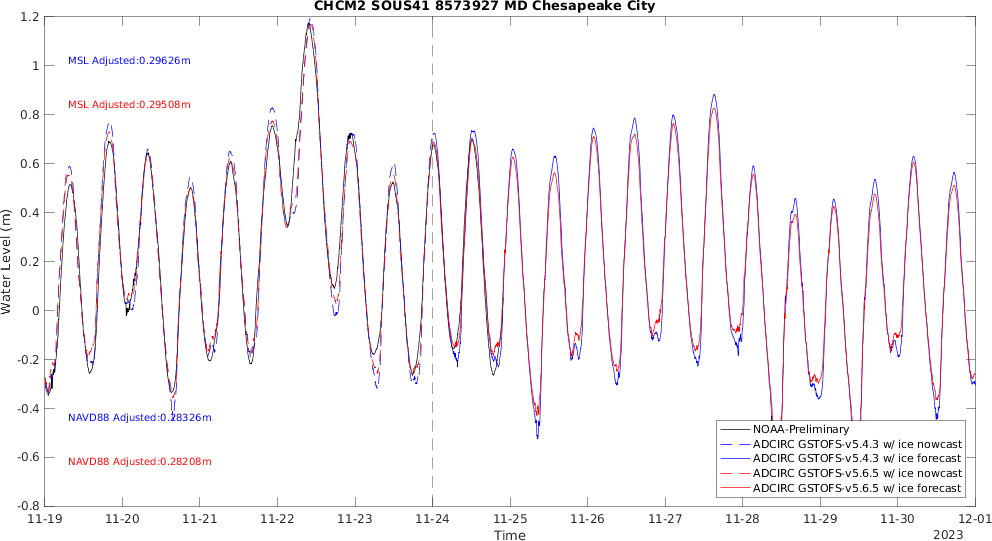 CHCM2 SOUS41 8573927 MD Chesapeake City
1.2
1
0.8
0.6
0.4
0.2
0
-0.2
-0.4
-0.6
-0.8
Water Level (m)
MSL Adjusted:0.29626m
MSL Adjusted:0.29508m
NAVD88 Adjusted:0.28326m
NAVD88 Adjusted:0.28208m
NOAA-Preliminary
ADCIRC GSTOFS-v5.4.3 w/ ice nowcast
ADCIRC GSTOFS-v5.4.3 w/ ice forecast
ADCIRC GSTOFS-v5.6.5 w/ ice nowcast
ADCIRC GSTOFS-v5.6.5 w/ ice forecast
11-19 11-20 11-21 11-22 11-23 11-24 11-25 11-26 11-27 11-28 11-29 11-30 12-01
Time
2023